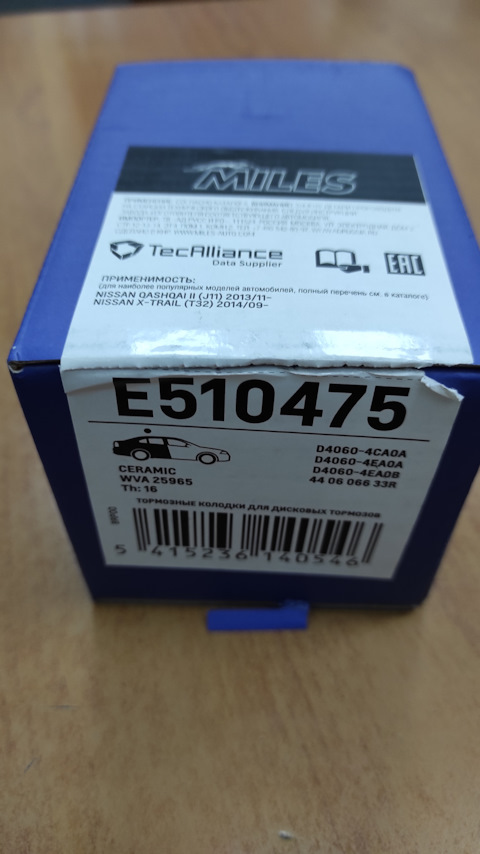 MILES
TecAlliance
Data Supplier
EAC
ПРИМЕНИМОСТЬ:
(для наиболее популярных моделей автомобилей, полный перечень см. в каталоге)
NISSAN QASHQAI II (J11) 2013/11-
NISSAN X-TRAIL (T32) 2014/09-
E510475
CERAMIC
WVA 25965
Th: 16
D4060-4CA0A
D4060-4EA0A
D4060-4EA0B
44 06 066 33R
ТОРМОЗНЫЕ КОЛОДКИ ДЛЯ ДИСКОВЫХ ТОРМОЗОВ
5 415236 140546